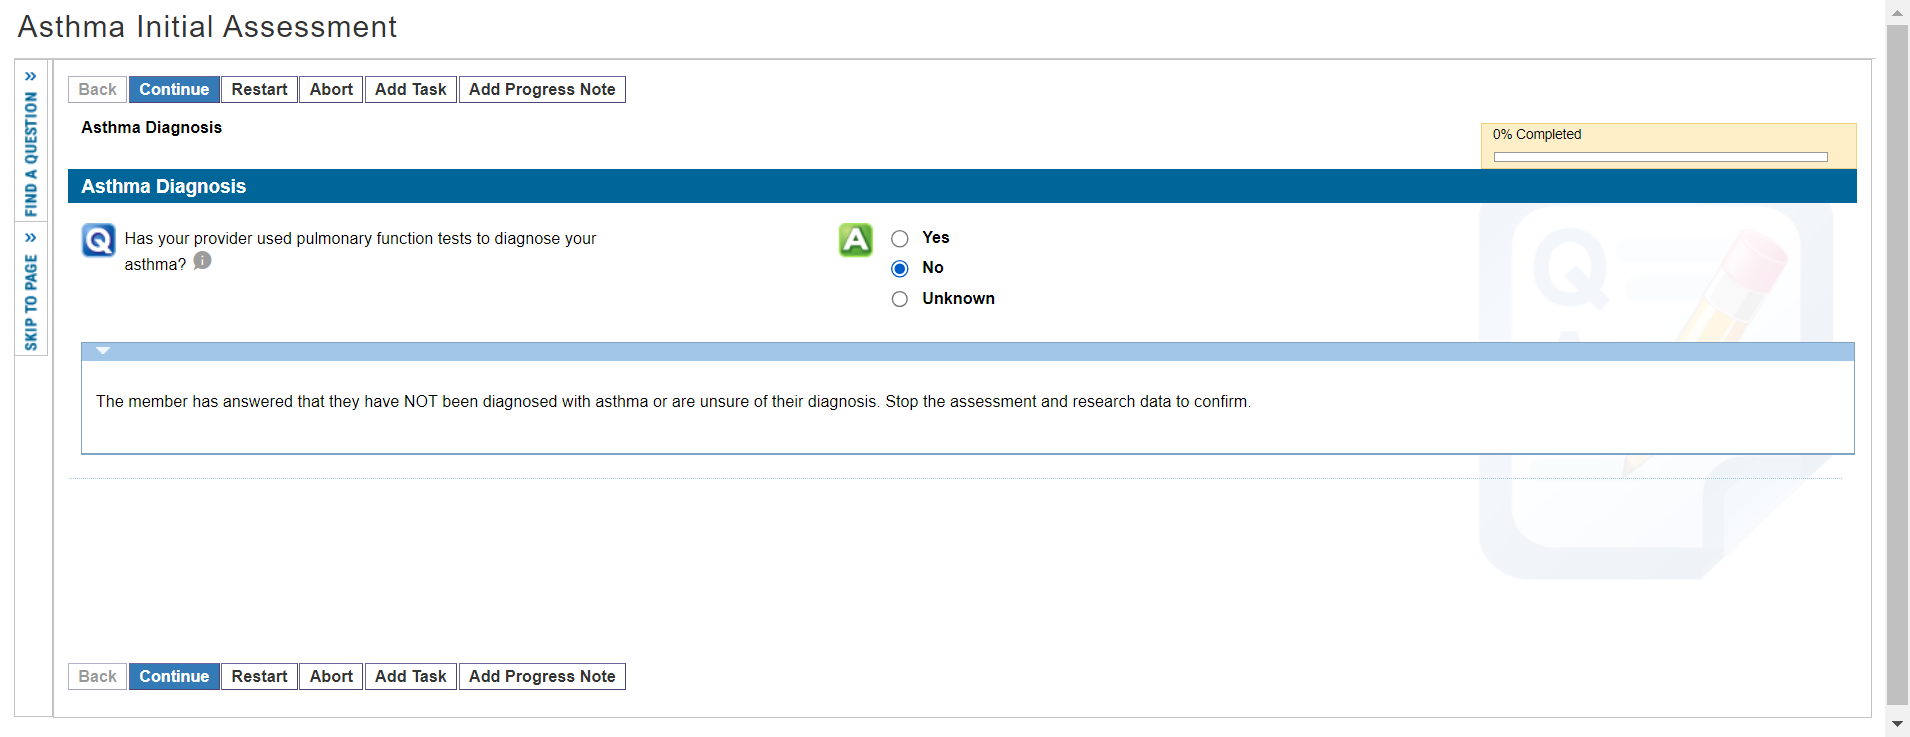 Asthma Initial Assessment
» FIND A QUESTION
» SKIP TO PAGE
Back Continue Restart Abort Add Task Add Progress Note
Asthma Diagnosis
0% Completed
Asthma Diagnosis
Q Has your provider used pulmonary function tests to diagnose your
asthma? i
A Yes
No
Unknown
Q
The member has answered that they have NOT been diagnosed with asthma or are unsure of their diagnosis. Stop the assessment and research data to confirm.
Back Continue Restart Abort Add Task Add Progress Note